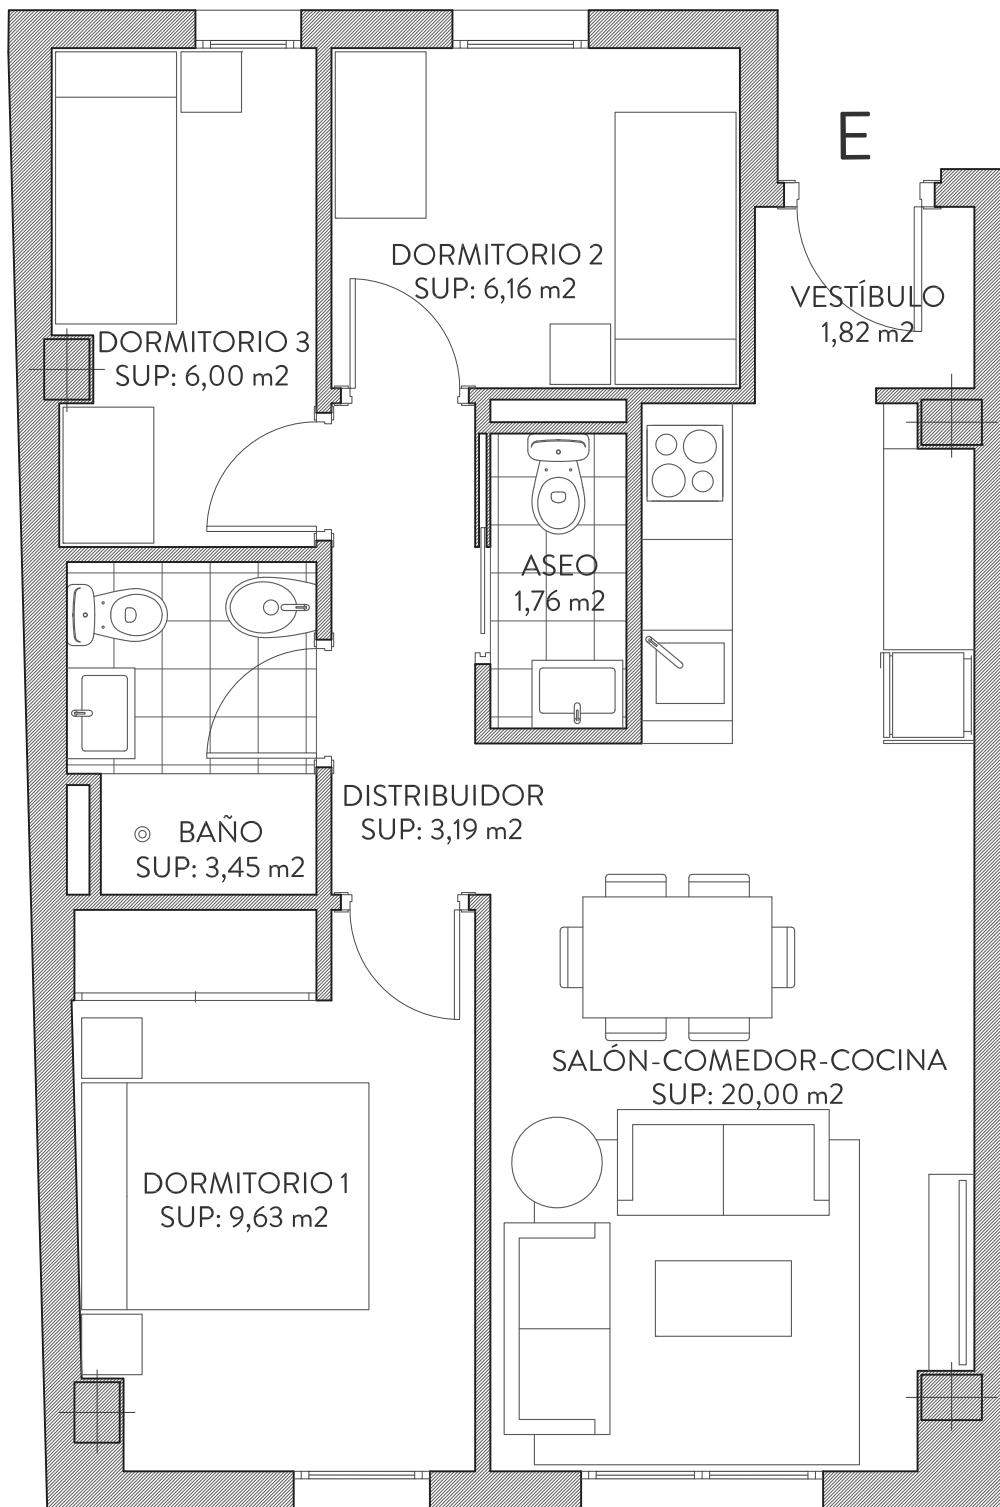 E
DORMITORIO 2
SUP: 6,16 m2
VESTÍBULO
1,82 m2
DORMITORIO 3
SUP: 6,00 m2
ASEO
1,76 m2
DISTRIBUIDOR
SUP: 3,19 m2
BAÑO
SUP: 3,45 m2
SALÓN-COMEDOR-COCINA
SUP: 20,00 m2
DORMITORIO 1
SUP: 9,63 m2